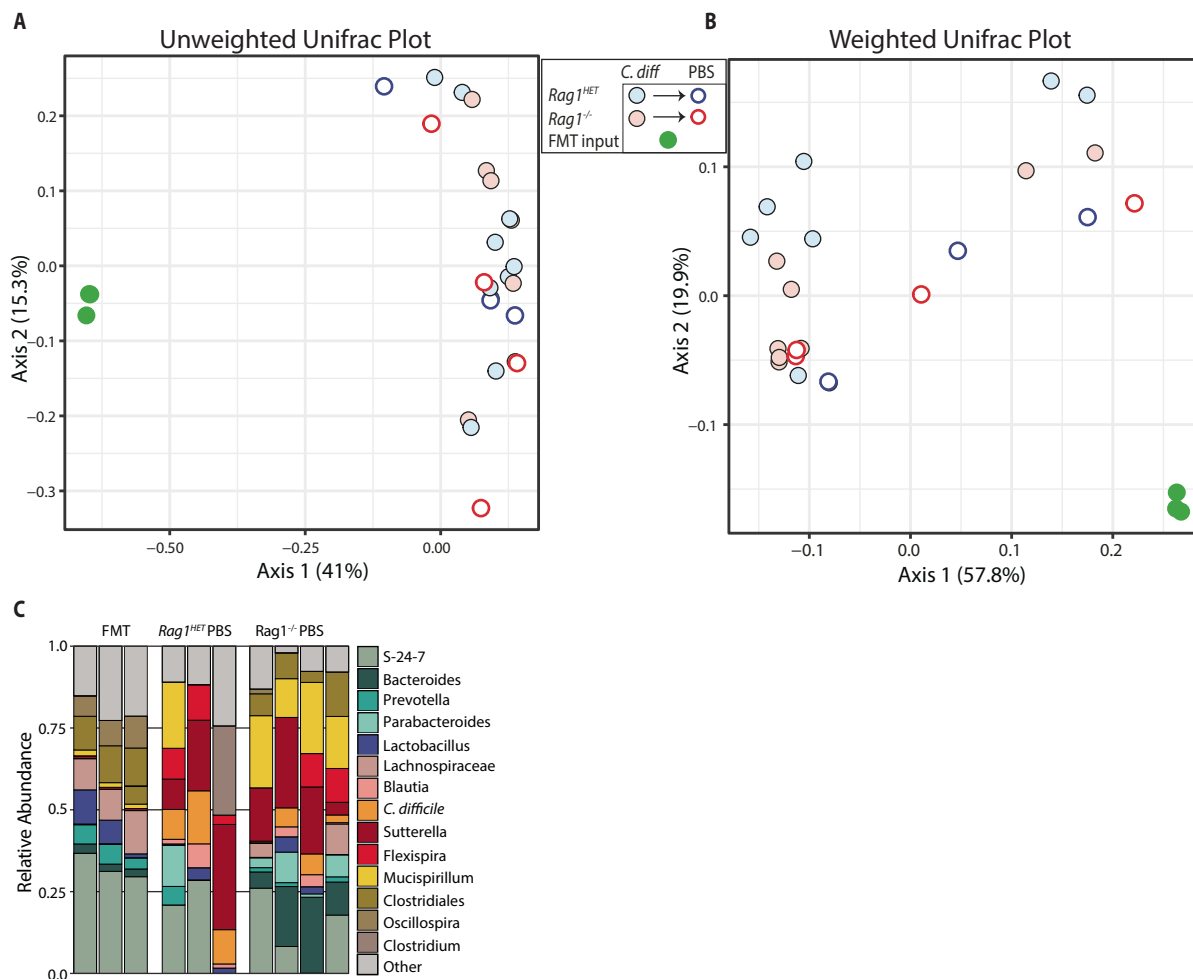 A
Unweighted Unifrac Plot
0.2
0.1
0.0
−0.1
−0.2
−0.3
Axis 2 (15.3%)
−0.50
−0.25
0.00
Axis 1 (41%)
C. diff
PBS
Rag1HET
Rag1-/-
FMT input
B
Weighted Unifrac Plot
0.1
0.0
−0.1
Axis 2 (19.9%)
−0.1
0.0
0.1
0.2
Axis 1 (57.8%)
C
FMT
Rag1HET PBS
Rag1-/- PBS
1.0
0.75
0.5
0.25
0.0
Relative Abundance
S-24-7
Bacteroides
Prevotella
Parabacteroides
Lactobacillus
Lachnospiraceae
Blautia
C. difficile
Sutterella
Flexispira
Mucispirillum
Clostridiales
Oscillospira
Clostridium
Other